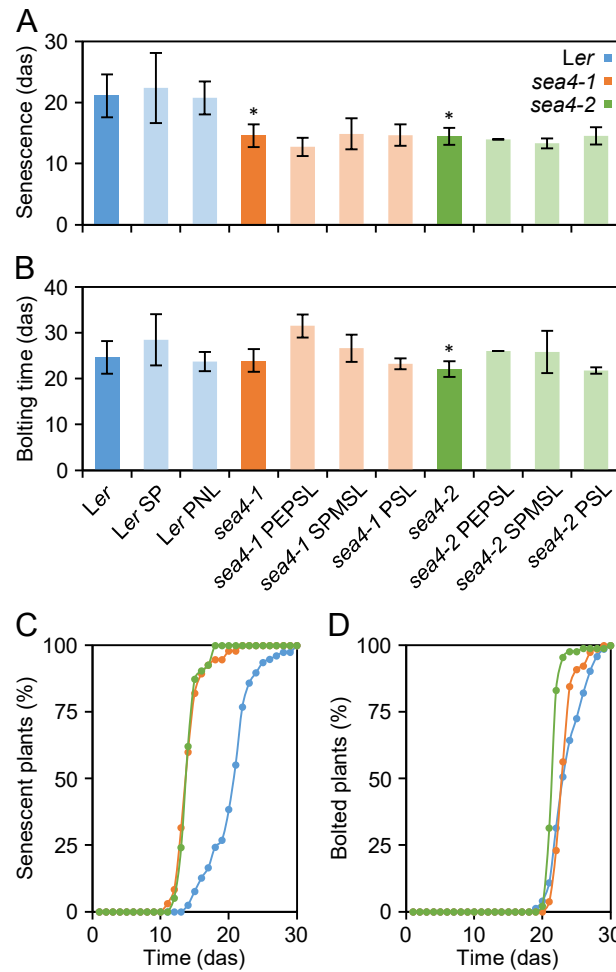 A
Senescence (das)
30
20
10
0
Ler
sea4-1
sea4-2
*
*
B
Bolting time (das)
40
30
20
10
0
*
Ler
Ler SP
Ler PNL
sea4-1
sea4-1 PEPSL
sea4-1 SPMSL
sea4-1 PSL
sea4-2
sea4-2 PEPSL
sea4-2 SPMSL
sea4-2 PSL
C
Senescent plants (%)
100
75
50
25
0
0 10 20 30
Time (das)
D
Bolted plants (%)
100
75
50
25
0
0 10 20 30
Time (das)